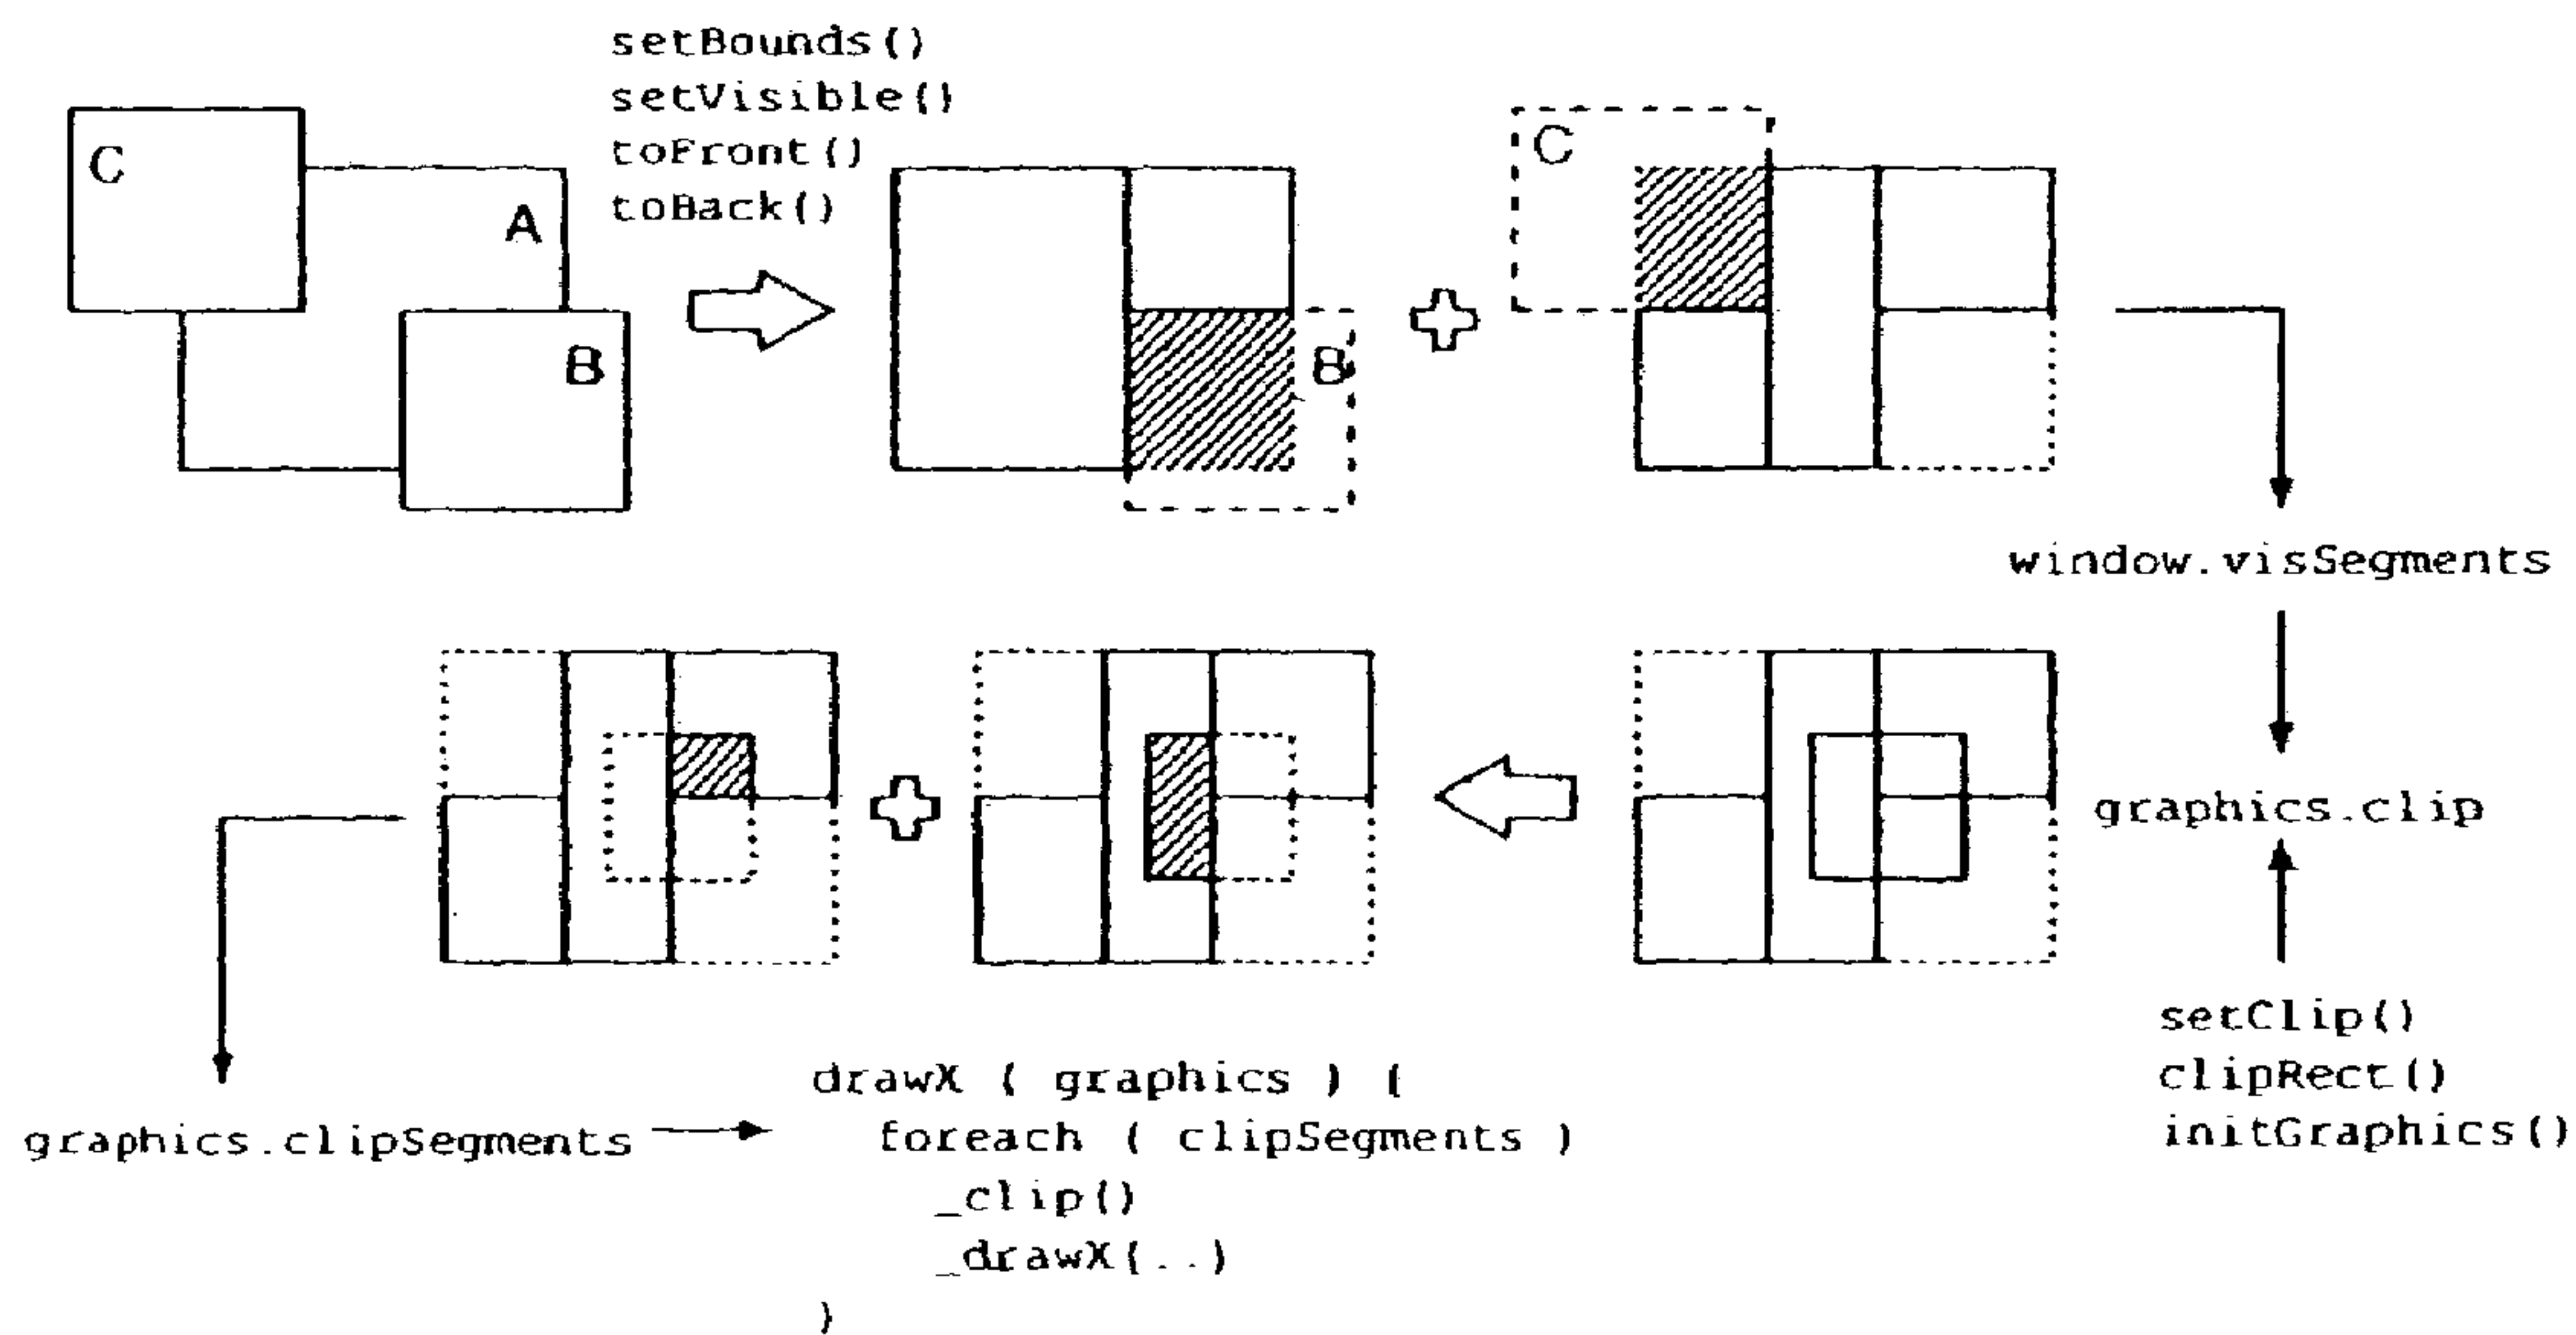 setBounds()
setVisible()
toFront()
toBack()
C
A
B
B
C
window.visSegments
graphics.clip
setClip()
clipRect()
initGraphics()
graphics.clipSegments
drawX ( graphics ) {
foreach ( clipSegments )
_clip()
_drawX(..)
}